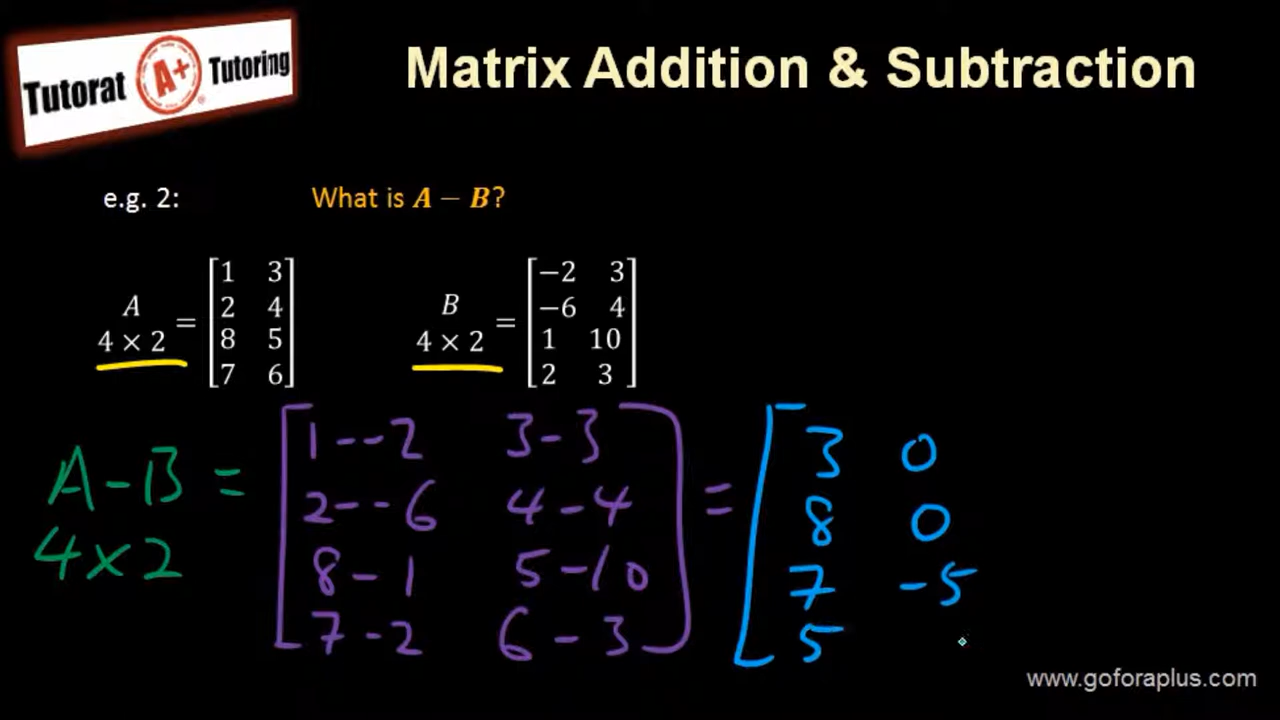 Tutorat A+ Tutoring
Matrix Addition & Subtraction
e.g. 2: What is A − B?
A
4 × 2
=
[1 3]
[2 4]
[8 5]
[7 6]
B
4 × 2
=
[−2 3]
[−6 4]
[1 10]
[2 3]
A-B =
4×2
[1--2 3-3]
[2--6 4-4]
[8-1 5-10]
[7-2 6-3]
=
[3 0
[8 0
[7 -5
[5
www.goforaplus.com